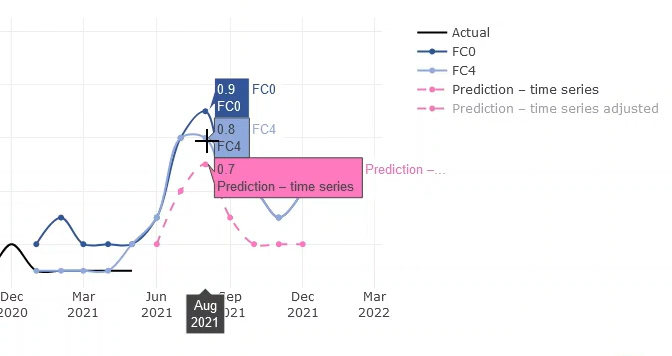 Actual
FC0
FC4
Prediction – time series
Prediction – time series adjusted
0.9
FC0
FC0
0.8
FC4
FC4
0.7
Prediction – time series
Prediction –...
Dec
2020
Mar
2021
Jun
2021
Aug
2021
Sep
2021
Dec
2021
Mar
2022